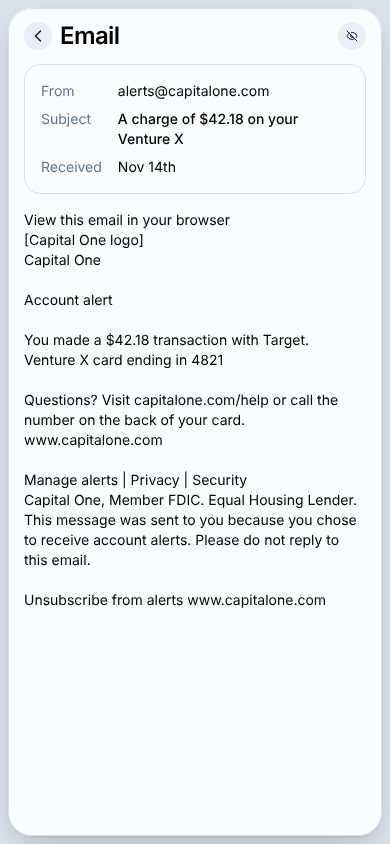 Email
From alerts@capitalone.com
Subject A charge of $42.18 on your
Venture X
Received Nov 14th
View this email in your browser
[Capital One logo]
Capital One
Account alert
You made a $42.18 transaction with Target.
Venture X card ending in 4821
Questions? Visit capitalone.com/help or call the
number on the back of your card.
www.capitalone.com
Manage alerts | Privacy | Security
Capital One, Member FDIC. Equal Housing Lender.
This message was sent to you because you chose
to receive account alerts. Please do not reply to
this email.
Unsubscribe from alerts www.capitalone.com